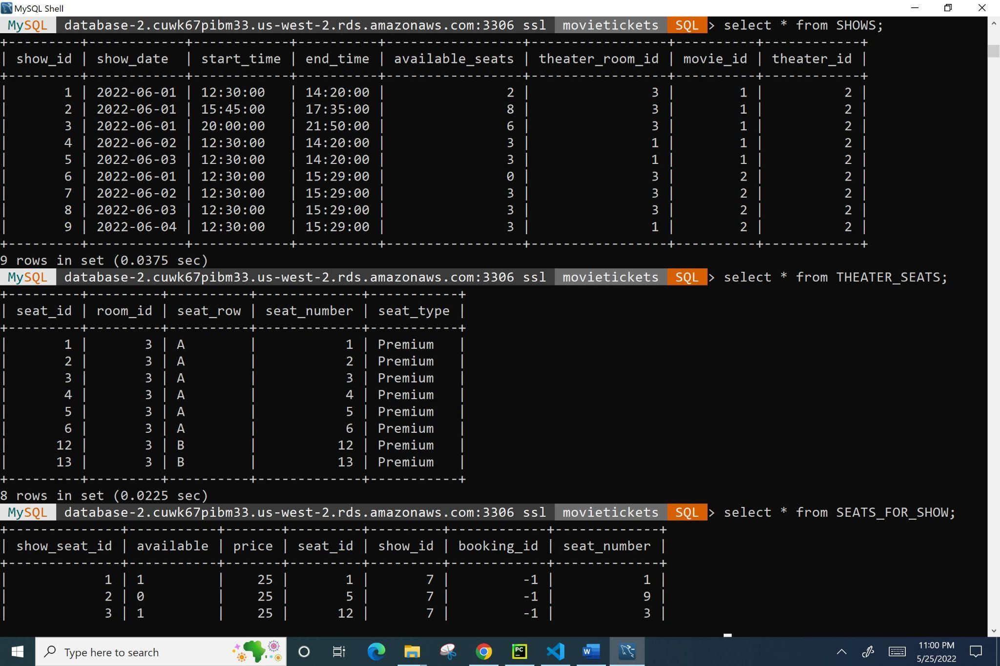 MySQL Shell
MySQL database-2.cuwk67pibm33.us-west-2.rds.amazonaws.com:3306 ssl movietickets SQL > select * from SHOWS;
+---------+------------+------------+----------+-----------------+-----------------+----------+------------+
| show_id | show_date | start_time | end_time | available_seats | theater_room_id | movie_id | theater_id |
+---------+------------+------------+----------+-----------------+-----------------+----------+------------+
| 1 | 2022-06-01 | 12:30:00 | 14:20:00 | 2 | 3 | 1 | 2 |
| 2 | 2022-06-01 | 15:45:00 | 17:35:00 | 8 | 3 | 1 | 2 |
| 3 | 2022-06-01 | 20:00:00 | 21:50:00 | 6 | 3 | 1 | 2 |
| 4 | 2022-06-02 | 12:30:00 | 14:20:00 | 3 | 1 | 1 | 2 |
| 5 | 2022-06-03 | 12:30:00 | 14:20:00 | 3 | 1 | 1 | 2 |
| 6 | 2022-06-01 | 12:30:00 | 15:29:00 | 0 | 3 | 2 | 2 |
| 7 | 2022-06-02 | 12:30:00 | 15:29:00 | 3 | 3 | 2 | 2 |
| 8 | 2022-06-03 | 12:30:00 | 15:29:00 | 3 | 3 | 2 | 2 |
| 9 | 2022-06-04 | 12:30:00 | 15:29:00 | 3 | 1 | 2 | 2 |
+---------+------------+------------+----------+-----------------+-----------------+----------+------------+
9 rows in set (0.0375 sec)
MySQL database-2.cuwk67pibm33.us-west-2.rds.amazonaws.com:3306 ssl movietickets SQL > select * from THEATER_SEATS;
+---------+---------+----------+-------------+-----------+
| seat_id | room_id | seat_row | seat_number | seat_type |
+---------+---------+----------+-------------+-----------+
| 1 | 3 | A | 1 | Premium |
| 2 | 3 | A | 2 | Premium |
| 3 | 3 | A | 3 | Premium |
| 4 | 3 | A | 4 | Premium |
| 5 | 3 | A | 5 | Premium |
| 6 | 3 | A | 6 | Premium |
| 12 | 3 | B | 12 | Premium |
| 13 | 3 | B | 13 | Premium |
+---------+---------+----------+-------------+-----------+
8 rows in set (0.0225 sec)
MySQL database-2.cuwk67pibm33.us-west-2.rds.amazonaws.com:3306 ssl movietickets SQL > select * from SEATS_FOR_SHOW;
+--------------+-----------+-------+---------+---------+------------+-------------+
| show_seat_id | available | price | seat_id | show_id | booking_id | seat_number |
+--------------+-----------+-------+---------+---------+------------+-------------+
| 1 | 1 | 25 | 1 | 7 | -1 | 1 |
| 2 | 0 | 25 | 5 | 7 | -1 | 9 |
| 3 | 1 | 25 | 12 | 7 | -1 | 3 |
Type here to search
PC
W
11:00 PM
5/25/2022